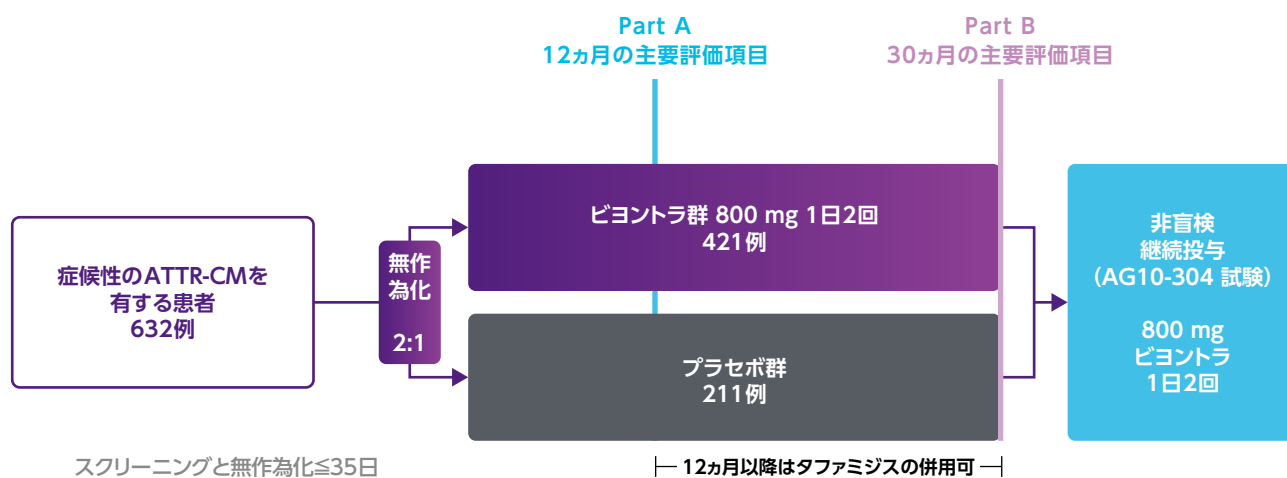 Part A
12ヵ月の主要評価項目
Part B
30ヵ月の主要評価項目
症候性のATTR-CMを
有する患者
632例
無作
為化
2:1
ビヨントラ群 800 mg 1日2回
421例
プラセボ群
211例
非盲検
継続投与
（AG10-304 試験）
800 mg
ビヨントラ
1日2回
スクリーニングと無作為化≦35日
12ヵ月以降はタファミジスの併用可